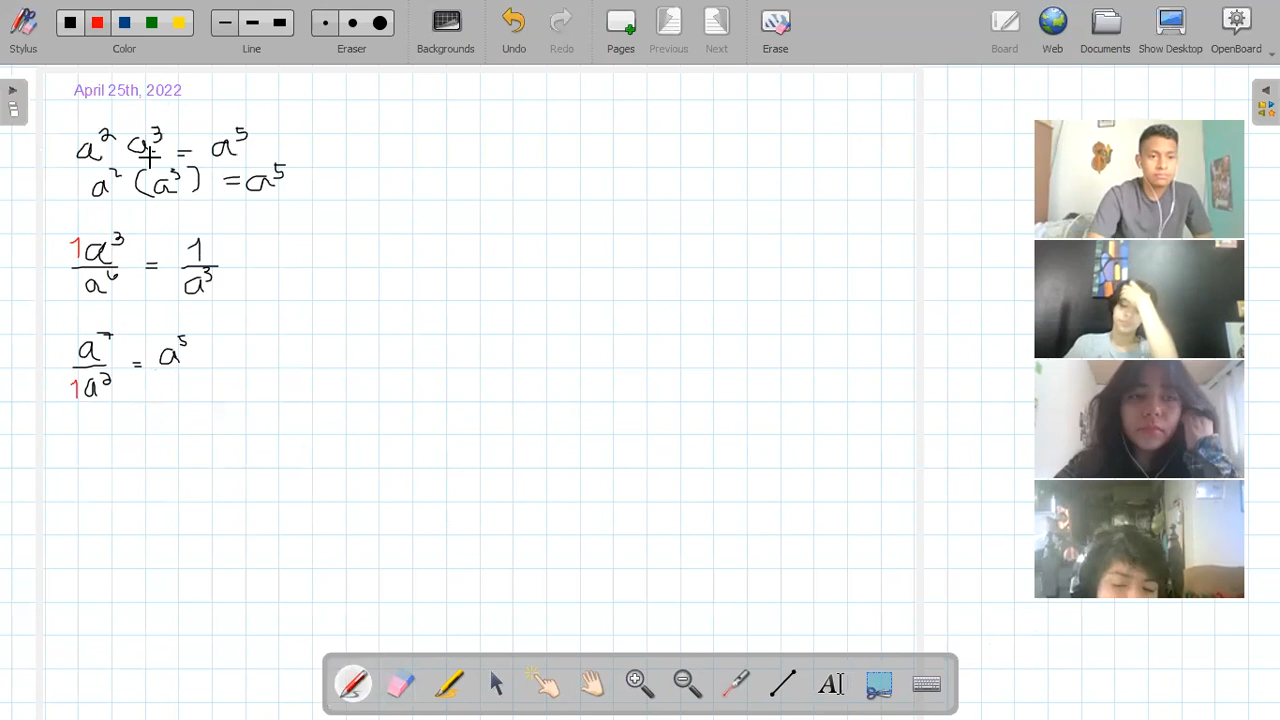 Stylus Color Line Eraser Backgrounds Undo Redo Pages Previous Next Erase Board Web Documents Show Desktop OpenBoard
April 25th, 2022
a² a³ = a⁵
a² (a³) = a⁵
1a³/a⁶ = 1/a³
a⁷/1a² = a⁵